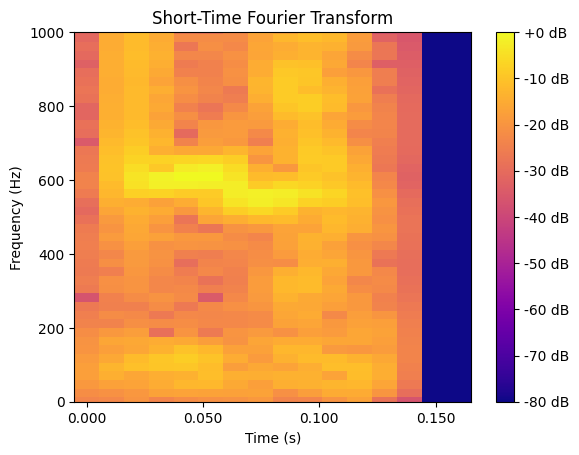 Short-Time Fourier Transform
1000
800
600
400
200
0
Frequency (Hz)
0.000
0.050
0.100
0.150
Time (s)
+0 dB
-10 dB
-20 dB
-30 dB
-40 dB
-50 dB
-60 dB
-70 dB
-80 dB